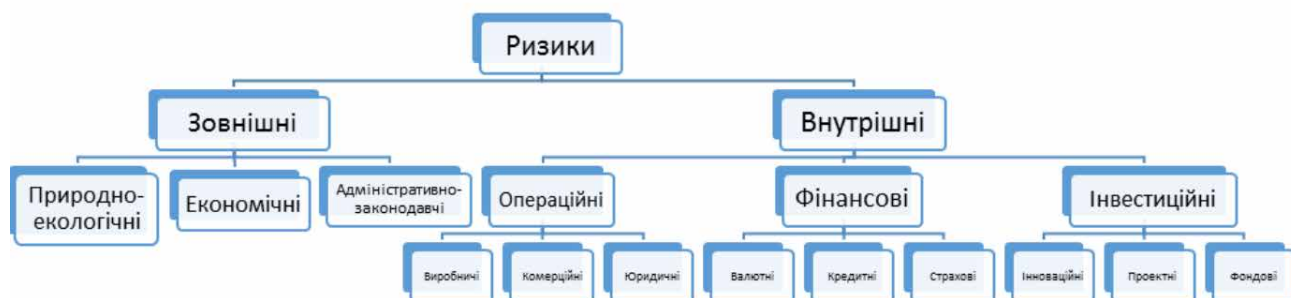 Ризики
Зовнішні
Внутрішні
Природно-
екологічні
Економічні
Адміністративно-
законодавчі
Операційні
Фінансові
Інвестиційні
Виробничі
Комерційні
Юридичні
Валютні
Кредитні
Страхові
Інноваційні
Проектні
Фондові